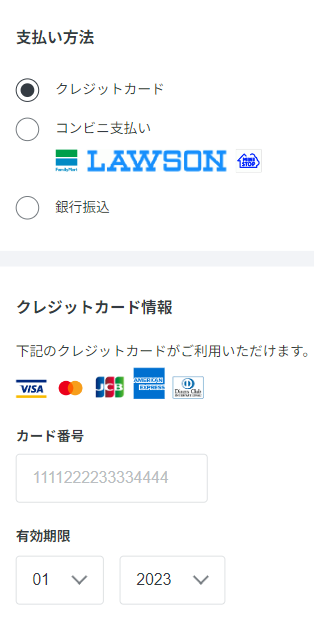 支払い方法
クレジットカード
コンビニ支払い
FamilyMart LAWSON MINI STOP
銀行振込
クレジットカード情報
下記のクレジットカードがご利用いただけます。
VISA JCB AMERICAN EXPRESS Diners Club
カード番号
1111222233334444
有効期限
01 2023